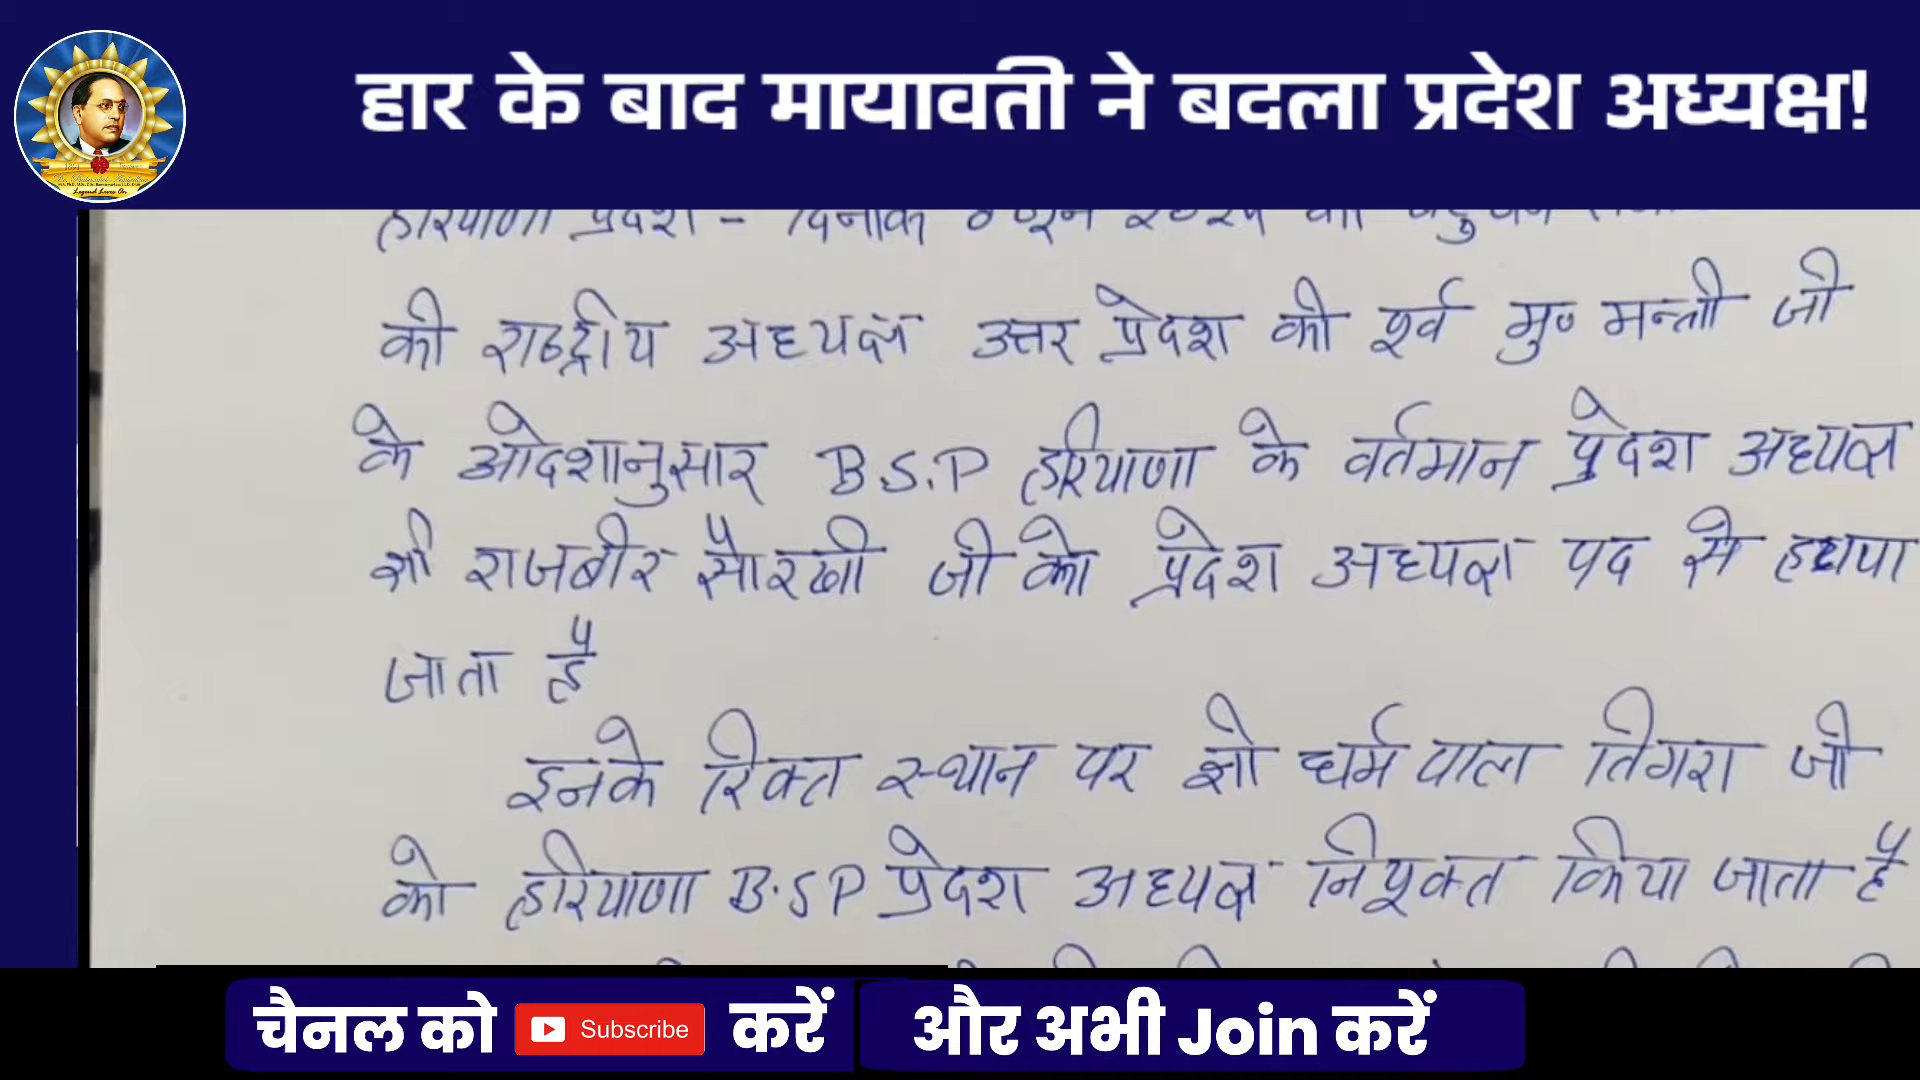 हार के बाद मायावती ने बदला प्रदेश अध्यक्ष!
हरियाणा प्रदेश - दिनांक
की राष्ट्रीय अध्यक्ष उत्तर प्रदेश की पूर्व मु० मन्त्री जी
के आदेशानुसार B.S.P हरियाणा के वर्तमान प्रदेश अध्यक्ष
श्री राजबीर सौरखी जी को प्रदेश अध्यक्ष पद से हटाया
जाता है
इनके रिक्त स्थान पर श्री धर्मपाल तिगरा जी
को हरियाणा B.S.P प्रदेश अध्यक्ष नियुक्त किया जाता है
चैनल को Subscribe करें और अभी Join करें